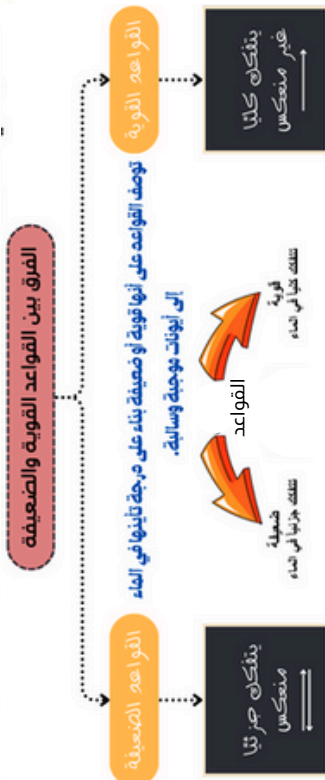 الفرق بين القواعد القوية والضعيفة
القواعد القوية
القواعد الضعيفة
توصف القواعد على أنها قوية أو ضعيفة بناء على درجة تأينها في الماء
إلى أيونات موجبة وسالبة.
يتفكك كليًا
غير منعكس
يتفكك جزئيًا
منعكس
القواعد
قوية
تتفكك كلياً في الماء
ضعيفة
تتفكك جزئياً في الماء